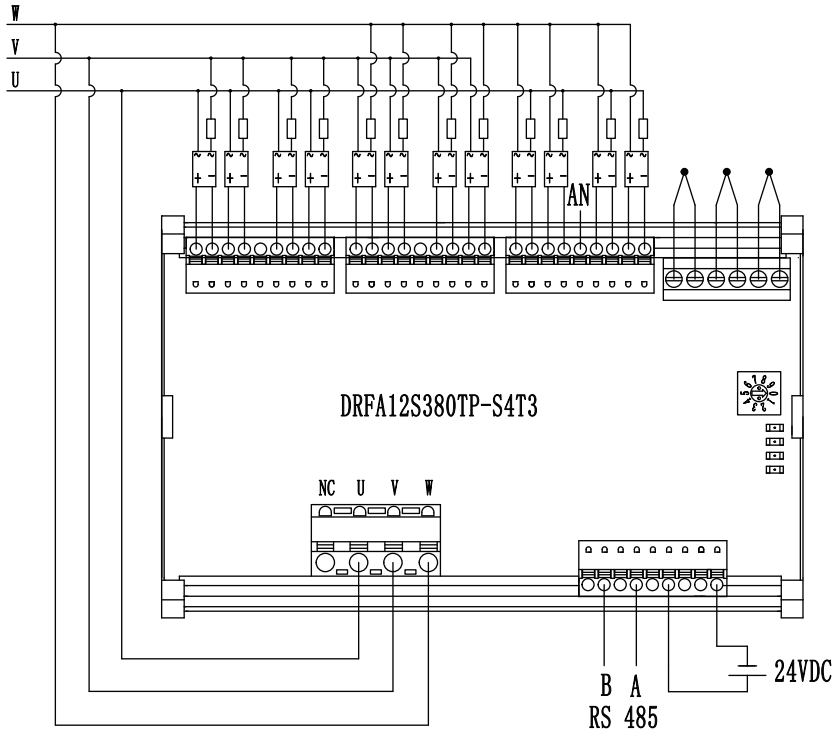 W
V
U
AN
DRFA12S380TP-S4T3
NC U V W
B A
RS 485
24VDC